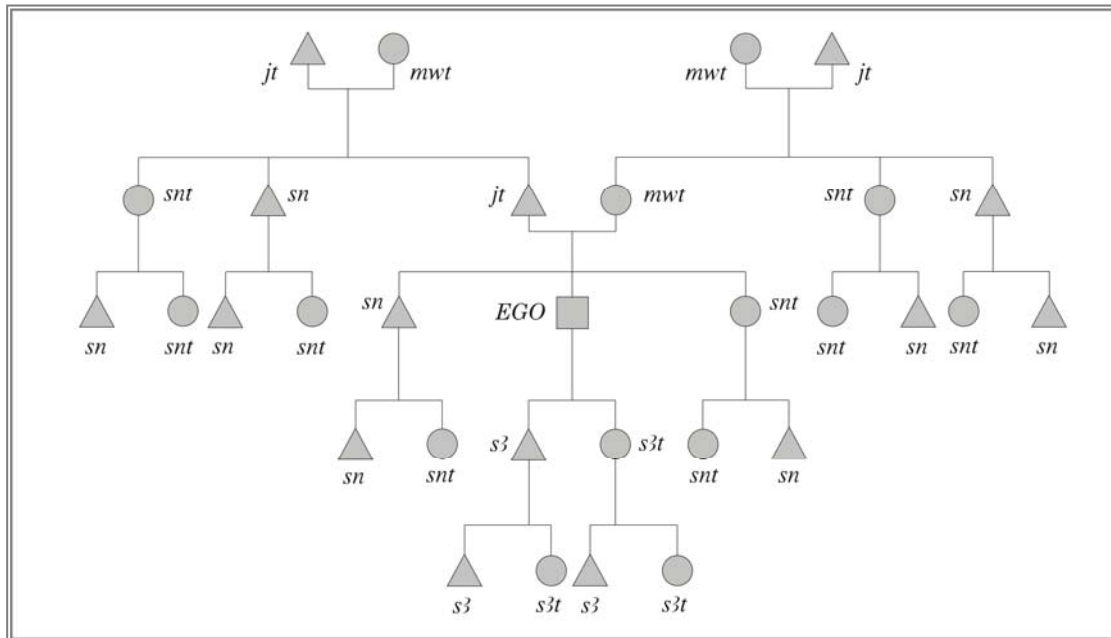 jt mwt mwt jt
snt sn jt mwt snt sn
sn EGO snt
sn snt sn snt snt sn snt sn
s3 s3t
sn snt snt sn
s3 s3t s3 s3t